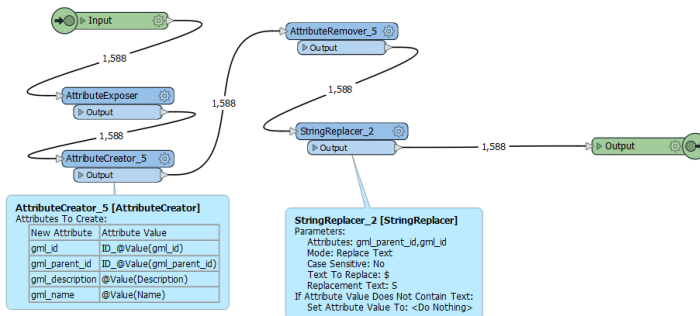 Input
1,588
AttributeExposer
Output
1,588
AttributeCreator_5
Output
1,588
AttributeRemover_5
Output
1,588
StringReplacer_2
Output
1,588
Output
AttributeCreator_5 [AttributeCreator]
Attributes To Create:
New Attribute Attribute Value
gml_id ID_@Value(gml_id)
gml_parent_id ID_@Value(gml_parent_id)
gml_description @Value(Description)
gml_name @Value(Name)
StringReplacer_2 [StringReplacer]
Parameters:
Attributes: gml_parent_id,gml_id
Mode: Replace Text
Case Sensitive: No
Text To Replace: $
Replacement Text: S
If Attribute Value Does Not Contain Text:
Set Attribute Value To: <Do Nothing>